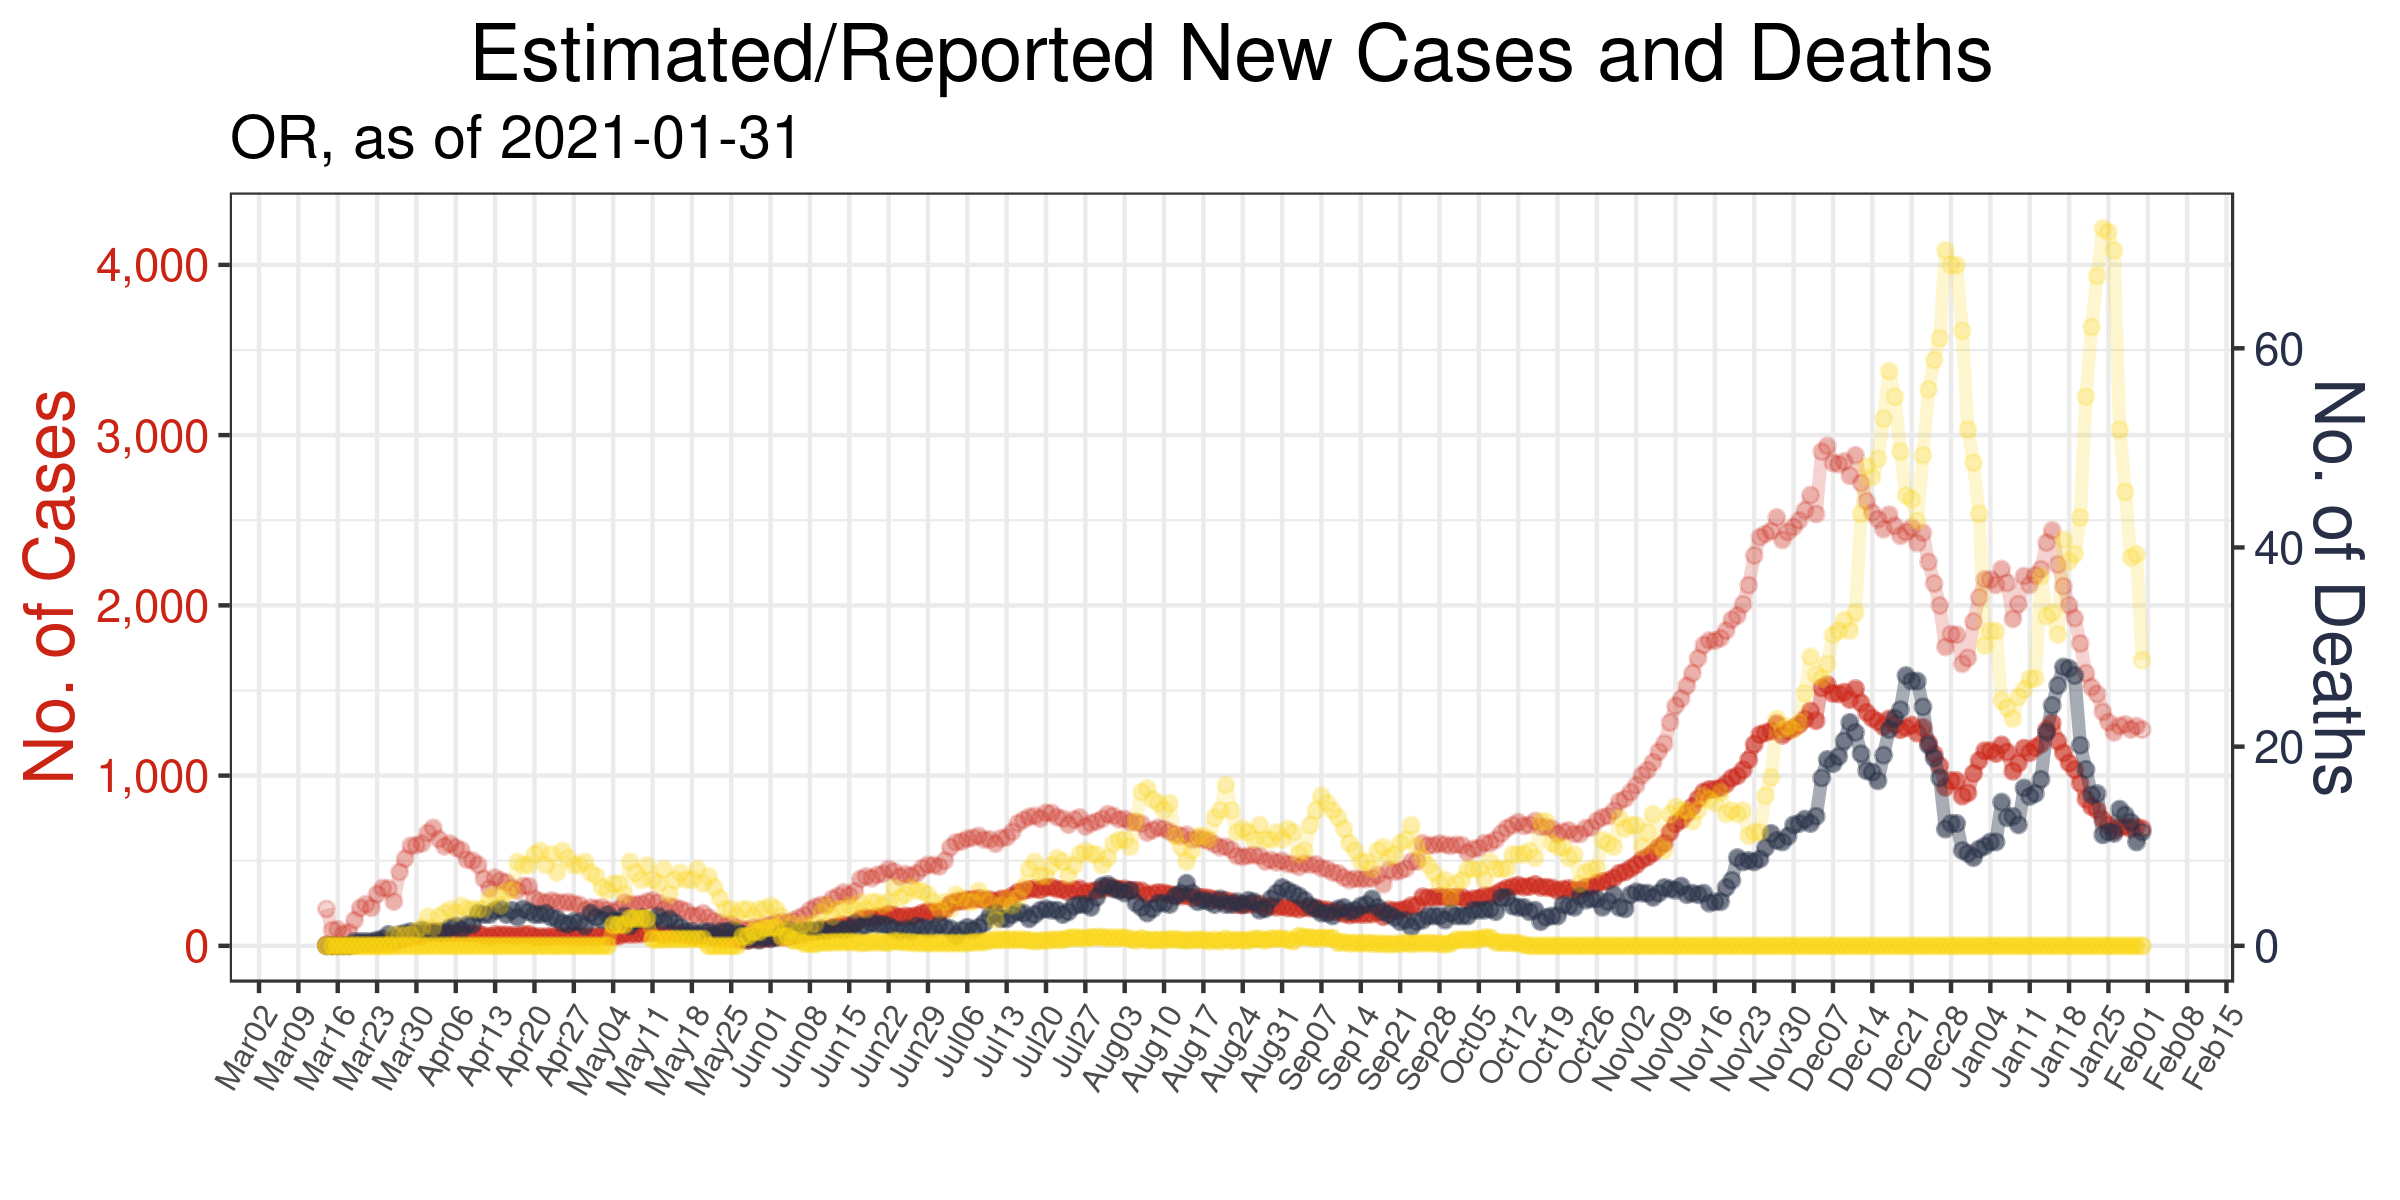 Estimated/Reported New Cases and Deaths
OR, as of 2021-01-31
No. of Cases
4,000
3,000
2,000
1,000
0
60
40
20
0
No. of Deaths
Mar02
Mar09
Mar16
Mar23
Mar30
Apr06
Apr13
Apr20
Apr27
May04
May11
May18
May25
Jun01
Jun08
Jun15
Jun22
Jun29
Jul06
Jul13
Jul20
Jul27
Aug03
Aug10
Aug17
Aug24
Aug31
Sep07
Sep14
Sep21
Sep28
Oct05
Oct12
Oct19
Oct26
Nov02
Nov09
Nov16
Nov23
Nov30
Dec07
Dec14
Dec21
Dec28
Jan04
Jan11
Jan18
Jan25
Feb01
Feb08
Feb15